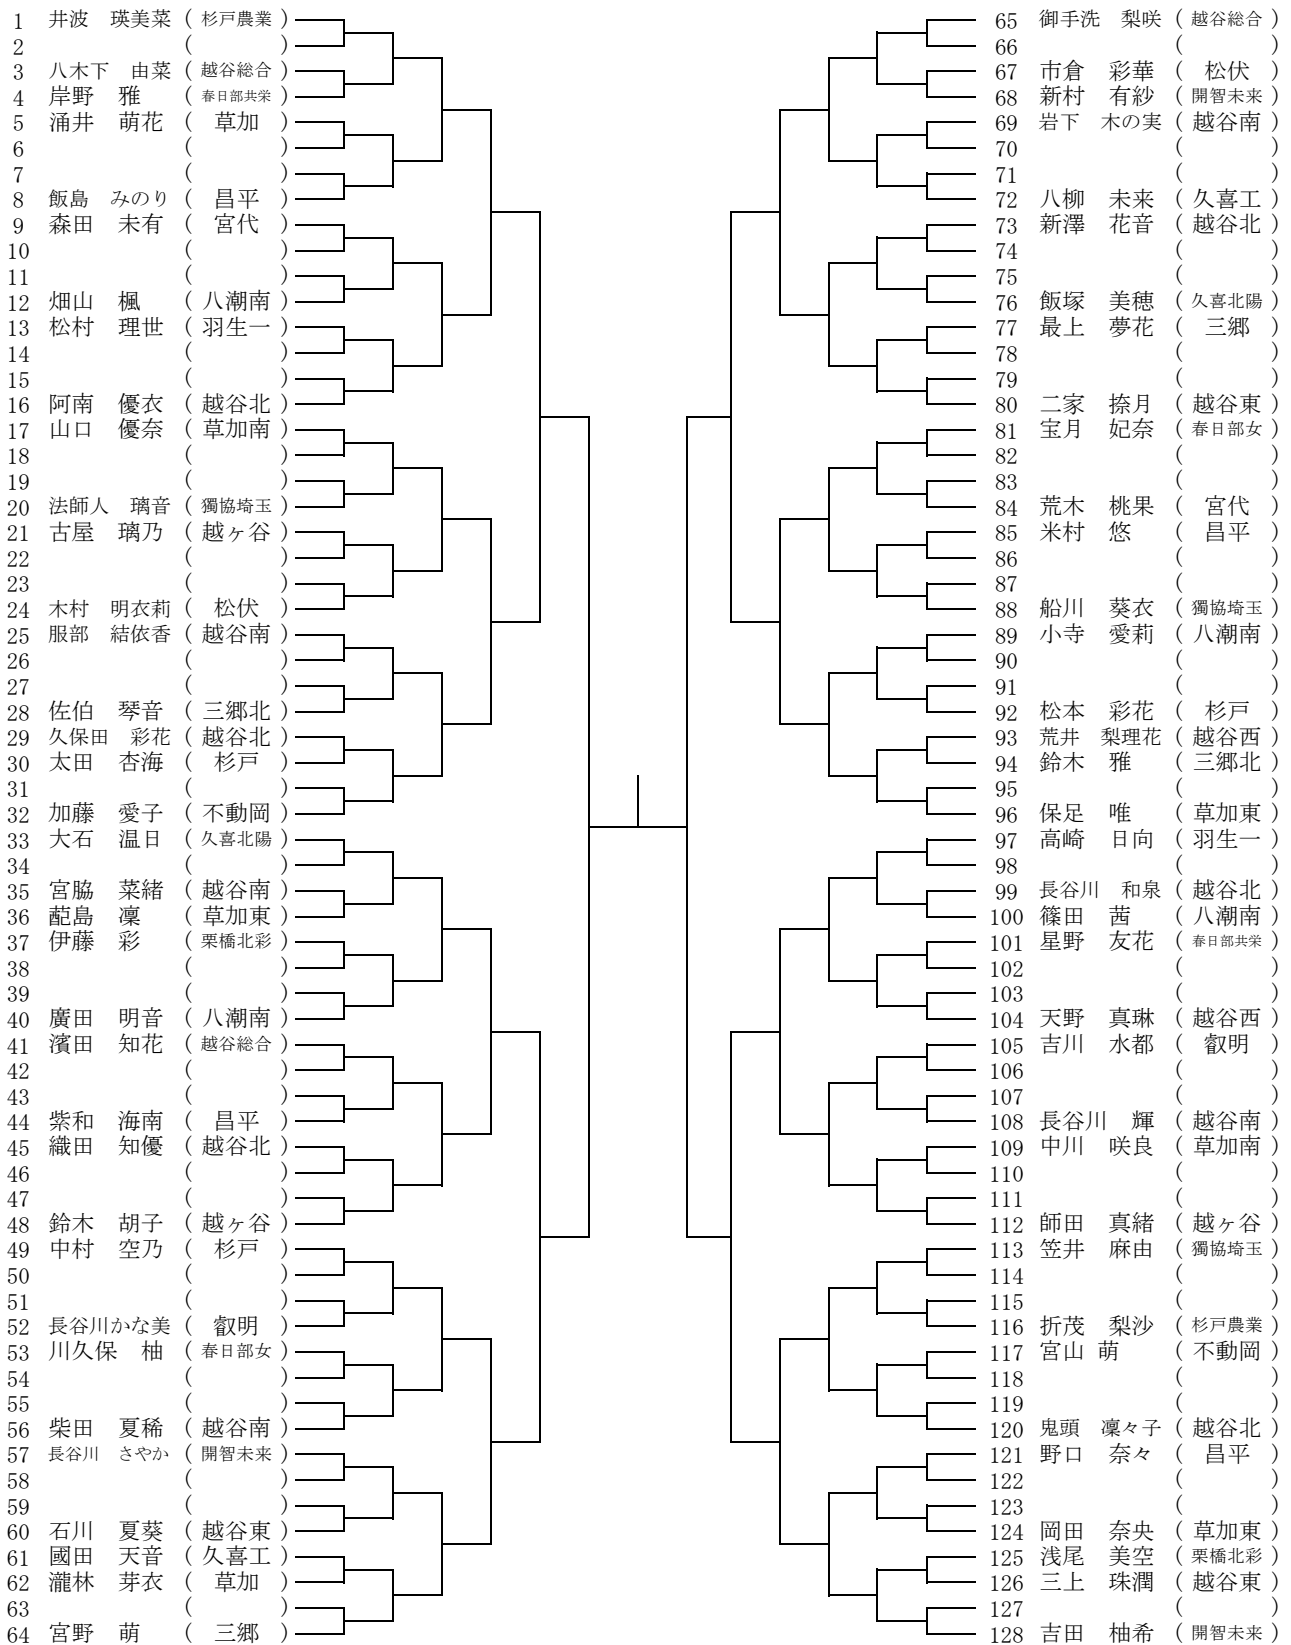 1 井波 瑛美菜 ( 杉戸農業 )
2 ( )
3 八木下 由菜 ( 越谷総合 )
4 岸野 雅 ( 春日部共栄 )
5 涌井 萌花 ( 草加 )
6 ( )
7 ( )
8 飯島 みのり ( 昌平 )
9 森田 未有 ( 宮代 )
10 ( )
11 ( )
12 畑山 楓 ( 八潮南 )
13 松村 理世 ( 羽生一 )
14 ( )
15 ( )
16 阿南 優衣 ( 越谷北 )
17 山口 優奈 ( 草加南 )
18 ( )
19 ( )
20 法師人 璃音 ( 獨協埼玉 )
21 古屋 璃乃 ( 越ヶ谷 )
22 ( )
23 ( )
24 木村 明衣莉 ( 松伏 )
25 服部 結依香 ( 越谷南 )
26 ( )
27 ( )
28 佐伯 琴音 ( 三郷北 )
29 久保田 彩花 ( 越谷北 )
30 太田 杏海 ( 杉戸 )
31 ( )
32 加藤 愛子 ( 不動岡 )
33 大石 温日 ( 久喜北陽 )
34 ( )
35 宮脇 菜緒 ( 越谷南 )
36 蓜島 凜 ( 草加東 )
37 伊藤 彩 ( 栗橋北彩 )
38 ( )
39 ( )
40 廣田 明音 ( 八潮南 )
41 濱田 知花 ( 越谷総合 )
42 ( )
43 ( )
44 紫和 海南 ( 昌平 )
45 織田 知優 ( 越谷北 )
46 ( )
47 ( )
48 鈴木 胡子 ( 越ヶ谷 )
49 中村 空乃 ( 杉戸 )
50 ( )
51 ( )
52 長谷川かな美 ( 叡明 )
53 川久保 柚 ( 春日部女 )
54 ( )
55 ( )
56 柴田 夏稀 ( 越谷南 )
57 長谷川 さやか ( 開智未来 )
58 ( )
59 ( )
60 石川 夏葵 ( 越谷東 )
61 國田 天音 ( 久喜工 )
62 瀧林 芽衣 ( 草加 )
63 ( )
64 宮野 萌 ( 三郷 )
65 御手洗 梨咲 ( 越谷総合 )
66 ( )
67 市倉 彩華 ( 松伏 )
68 新村 有紗 ( 開智未来 )
69 岩下 木の実 ( 越谷南 )
70 ( )
71 ( )
72 八柳 未来 ( 久喜工 )
73 新澤 花音 ( 越谷北 )
74 ( )
75 ( )
76 飯塚 美穂 ( 久喜北陽 )
77 最上 夢花 ( 三郷 )
78 ( )
79 ( )
80 二家 捺月 ( 越谷東 )
81 宝月 妃奈 ( 春日部女 )
82 ( )
83 ( )
84 荒木 桃果 ( 宮代 )
85 米村 悠 ( 昌平 )
86 ( )
87 ( )
88 船川 葵衣 ( 獨協埼玉 )
89 小寺 愛莉 ( 八潮南 )
90 ( )
91 ( )
92 松本 彩花 ( 杉戸 )
93 荒井 梨理花 ( 越谷西 )
94 鈴木 雅 ( 三郷北 )
95 ( )
96 保足 唯 ( 草加東 )
97 高崎 日向 ( 羽生一 )
98 ( )
99 長谷川 和泉 ( 越谷北 )
100 篠田 茜 ( 八潮南 )
101 星野 友花 ( 春日部共栄 )
102 ( )
103 ( )
104 天野 真琳 ( 越谷西 )
105 吉川 水都 ( 叡明 )
106 ( )
107 ( )
108 長谷川 輝 ( 越谷南 )
109 中川 咲良 ( 草加南 )
110 ( )
111 ( )
112 師田 真緒 ( 越ヶ谷 )
113 笠井 麻由 ( 獨協埼玉 )
114 ( )
115 ( )
116 折茂 梨沙 ( 杉戸農業 )
117 宮山 萌 ( 不動岡 )
118 ( )
119 ( )
120 鬼頭 凜々子 ( 越谷北 )
121 野口 奈々 ( 昌平 )
122 ( )
123 ( )
124 岡田 奈央 ( 草加東 )
125 浅尾 美空 ( 栗橋北彩 )
126 三上 珠潤 ( 越谷東 )
127 ( )
128 吉田 柚希 ( 開智未来 )